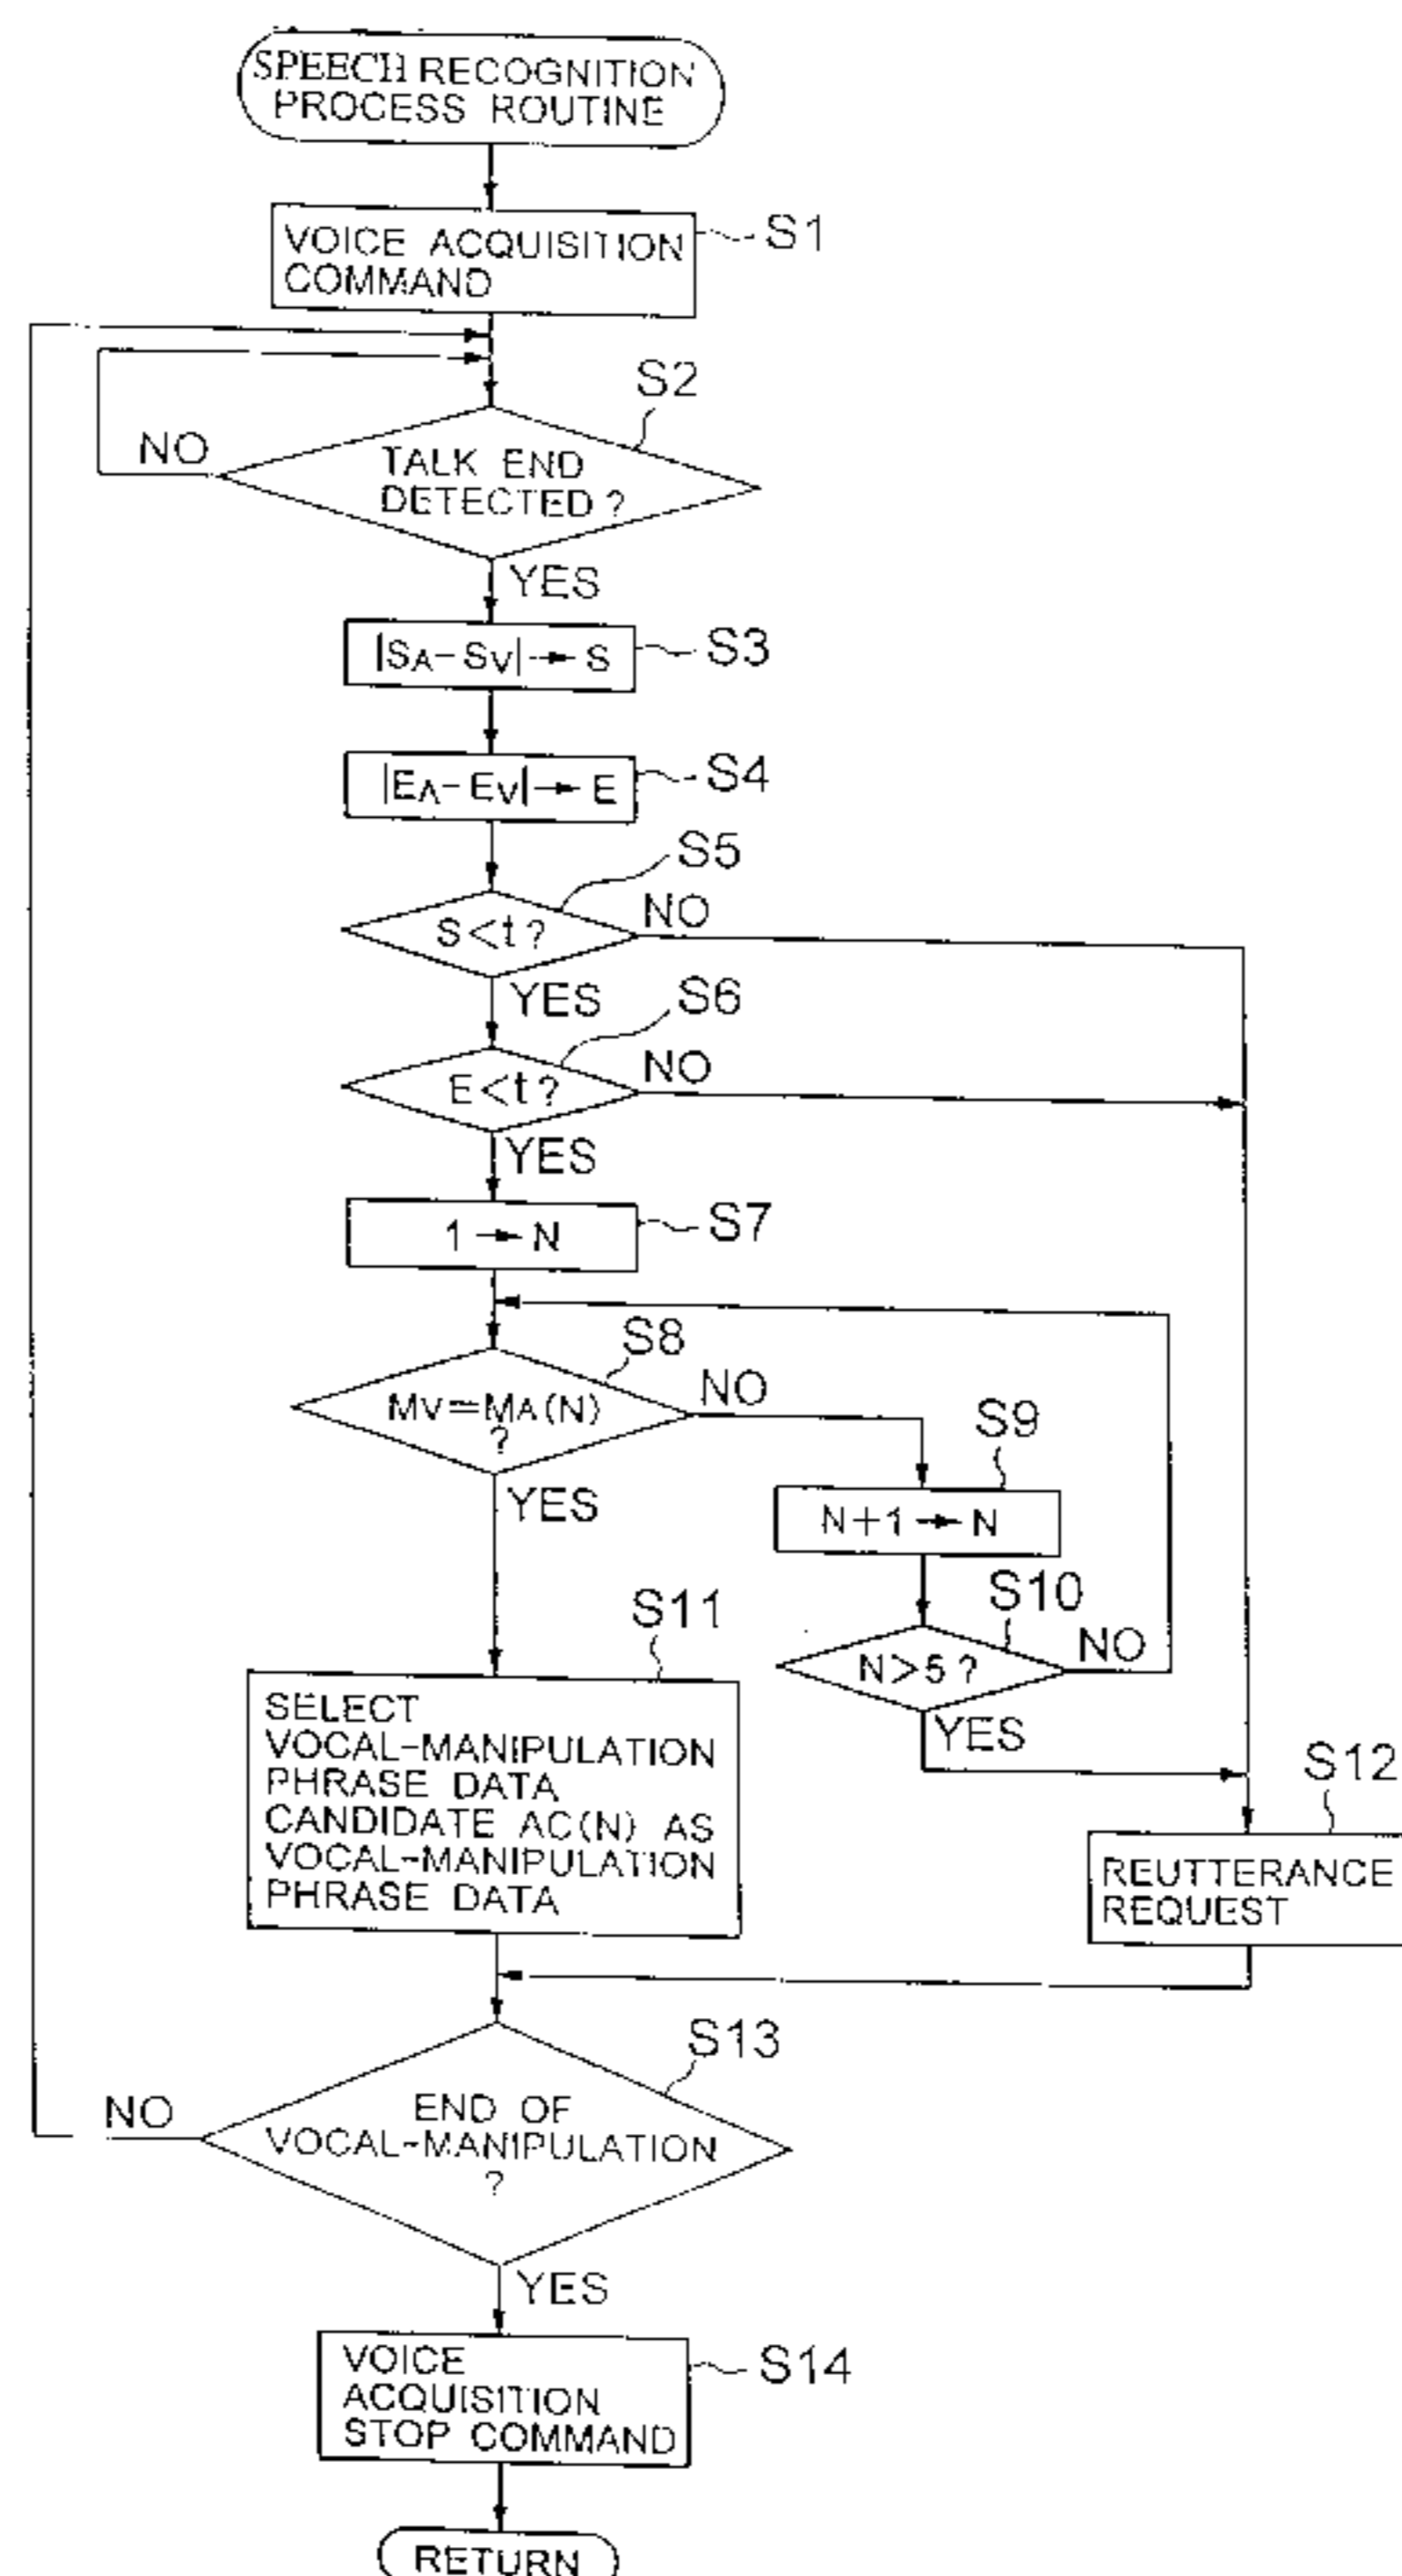 SPEECH RECOGNITION
PROCESS ROUTINE
VOICE ACQUISITION
COMMAND
S1
S2
NO
TALK END
DETECTED?
YES
|SA-SV|→S
S3
|EA-EV|→E
S4
S5
S<t?
NO
YES
S6
E<t?
NO
YES
1→N
S7
S8
MV=MA(N)
?
NO
YES
S9
N+1→N
S10
N>5?
NO
YES
S11
SELECT
VOCAL-MANIPULATION
PHRASE DATA
CANDIDATE AC(N) AS
VOCAL-MANIPULATION
PHRASE DATA
S12
REUTTERANCE
REQUEST
S13
NO
END OF
VOCAL-MANIPULATION
?
YES
VOICE
ACQUISITION
STOP COMMAND
S14
RETURN